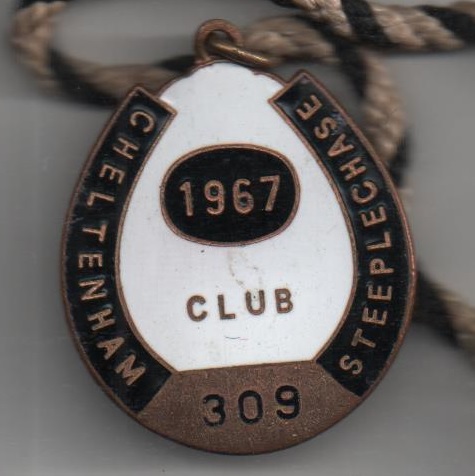 CHELTENHAM
STEEPLECHASE
1967
CLUB
309